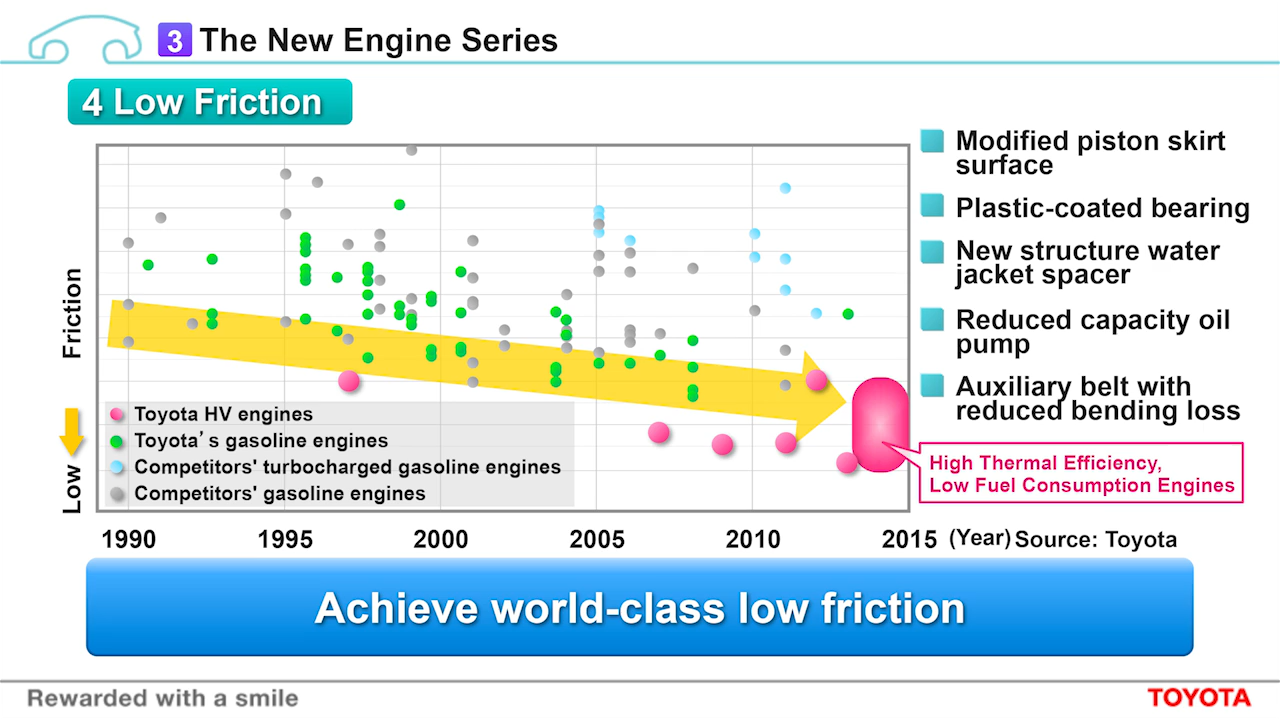 3 The New Engine Series
4 Low Friction
Friction
Low
Toyota HV engines
Toyota’s gasoline engines
Competitors' turbocharged gasoline engines
Competitors' gasoline engines
1990 1995 2000 2005 2010 2015 (Year) Source: Toyota
Modified piston skirt
surface
Plastic-coated bearing
New structure water
jacket spacer
Reduced capacity oil
pump
Auxiliary belt with
reduced bending loss
High Thermal Efficiency,
Low Fuel Consumption Engines
Achieve world-class low friction
Rewarded with a smile
TOYOTA